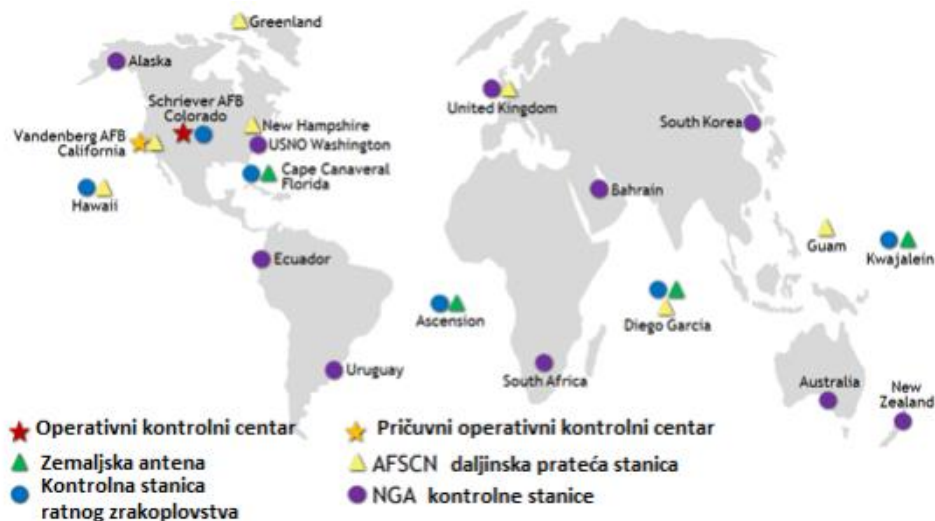 Greenland
Alaska
Schriever AFB
Colorado
United Kingdom
New Hampshire
South Korea
Vandenberg AFB
California
USNO Washington
Cape Canaveral
Florida
Bahrain
Hawaii
Guam
Kwajalein
Ecuador
Ascension
Diego Garcia
Uruguay
South Africa
Australia
New
Zealand
Operativni kontrolni centar
Pričuvni operativni kontrolni centar
Zemaljska antena
AFSCN daljinska prateća stanica
Kontrolna stanica
ratnog zrakoplovstva
NGA kontrolne stanice